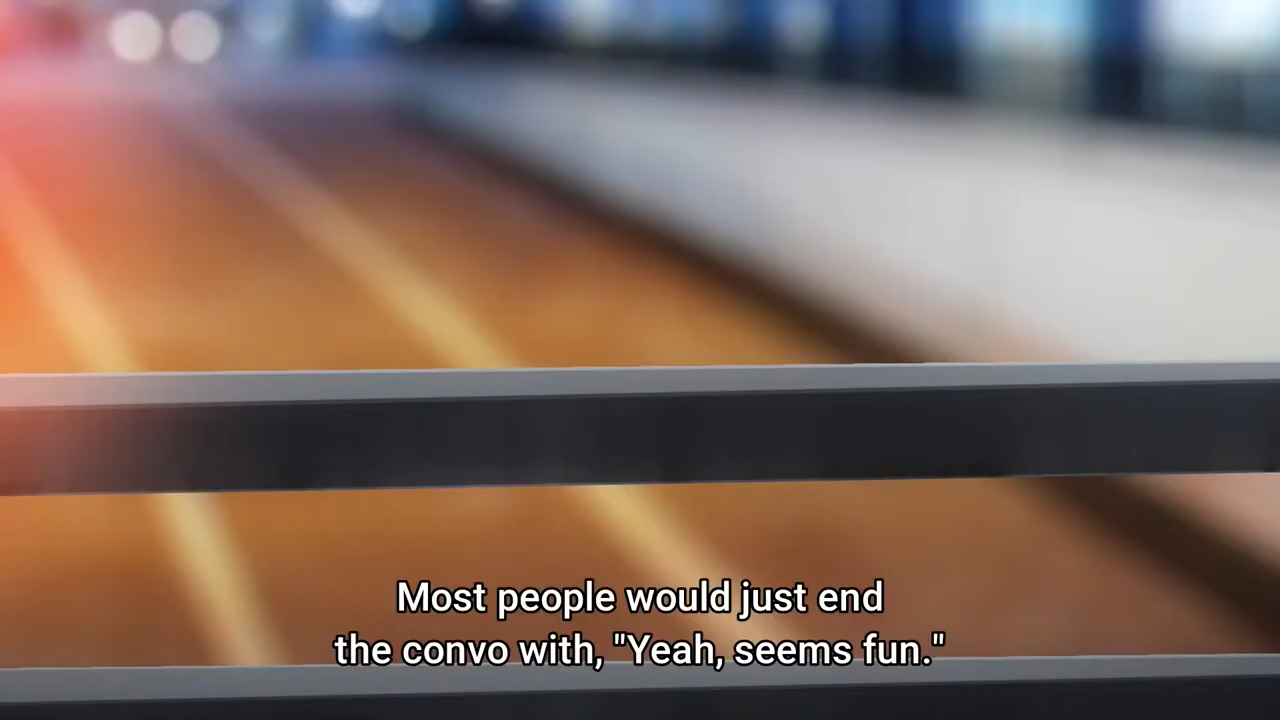 Most people would just end
the convo with, "Yeah, seems fun."